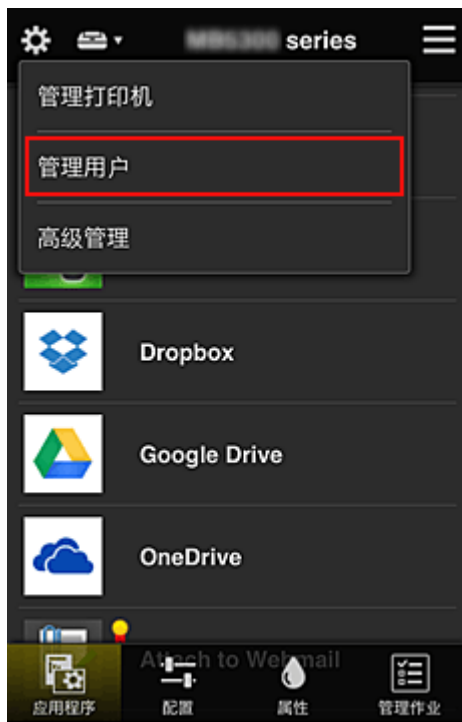 series
管理打印机
管理用户
高级管理
Dropbox
Google Drive
OneDrive
Attach to Webmail
应用程序
配置
属性
管理作业